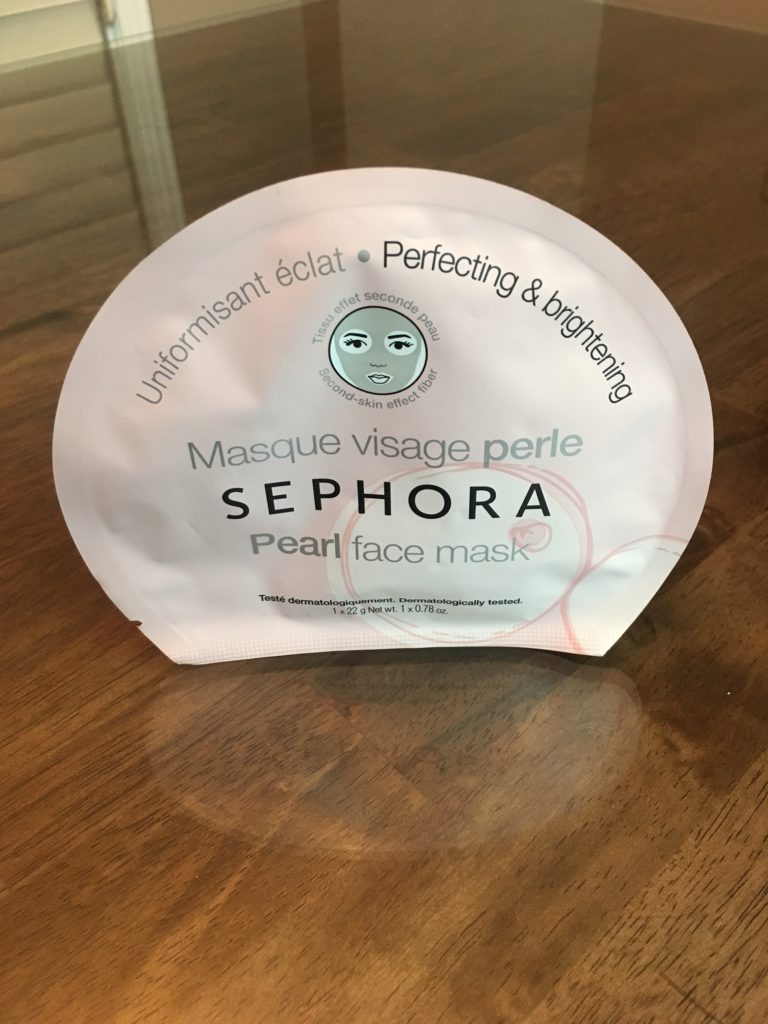 Uniformisant éclat • Perfecting & brightening
Tissu effet seconde peau
Second-skin effect fiber
Masque visage perle
SEPHORA
Pearl face mask
Testé dermatologiquement. Dermatologically tested.
1 x 22 g Net wt. 1 x 0.78 oz.